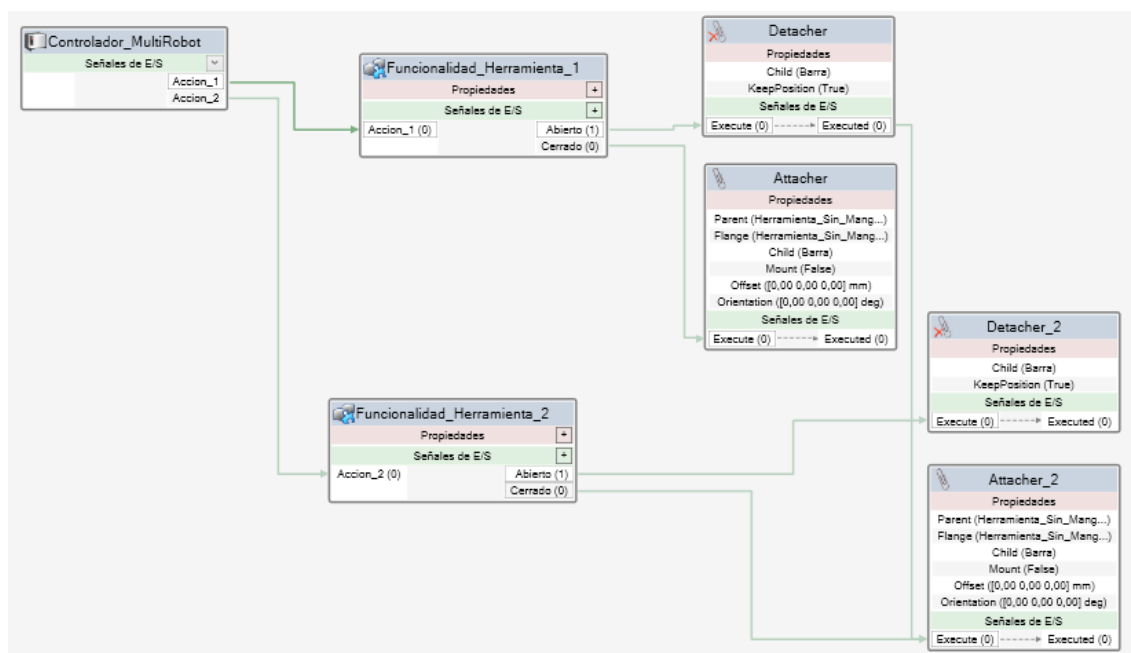 Controlador_MultiRobot
Señales de E/S
Accion_1
Accion_2
Funcionalidad_Herramienta_1
Propiedades
Señales de E/S
Accion_1 (0) Abierto (1)
Cerrado (0)
Detacher
Propiedades
Child (Barra)
KeepPosition (True)
Señales de E/S
Execute (0) Executed (0)
Attacher
Propiedades
Parent (Herramienta_Sin_Mang...)
Flange (Herramienta_Sin_Mang...)
Child (Barra)
Mount (False)
Offset ([0,00 0,00 0,00] mm)
Orientation ([0,00 0,00 0,00] deg)
Señales de E/S
Execute (0) Executed (0)
Funcionalidad_Herramienta_2
Propiedades
Señales de E/S
Accion_2 (0) Abierto (1)
Cerrado (0)
Detacher_2
Propiedades
Child (Barra)
KeepPosition (True)
Señales de E/S
Execute (0) Executed (0)
Attacher_2
Propiedades
Parent (Herramienta_Sin_Mang...)
Flange (Herramienta_Sin_Mang...)
Child (Barra)
Mount (False)
Offset ([0,00 0,00 0,00] mm)
Orientation ([0,00 0,00 0,00] deg)
Señales de E/S
Execute (0) Executed (0)